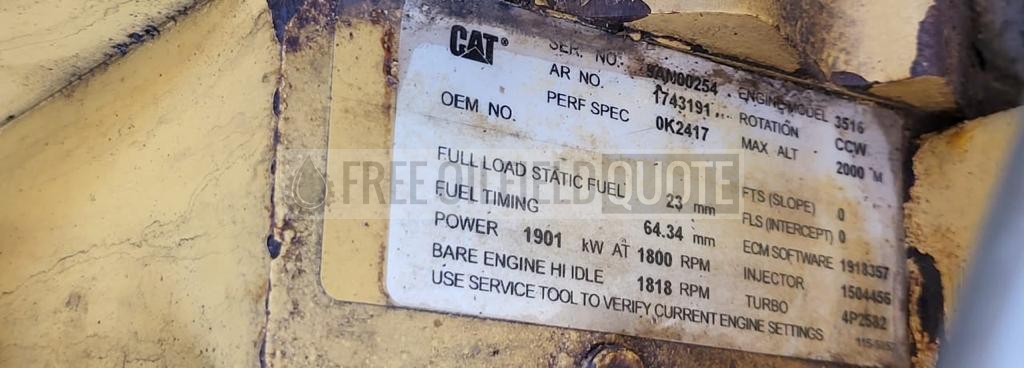 CAT®
SER. NO. 9AN00254 ENGINE MODEL 3516
AR NO. 1743191 ROTATION CCW
OEM NO. PERF SPEC 0K2417 MAX ALT 2000 M
FULL LOAD STATIC FUEL 23 mm FTS (SLOPE) 0
FUEL TIMING 64.34 mm FLS (INTERCEPT) 0
POWER 1901 kW AT 1800 RPM ECM SOFTWARE 1918357
BARE ENGINE HI IDLE 1818 RPM INJECTOR 1504456
USE SERVICE TOOL TO VERIFY CURRENT ENGINE SETTINGS TURBO 4P2582
FREE OILFIELD QUOTE